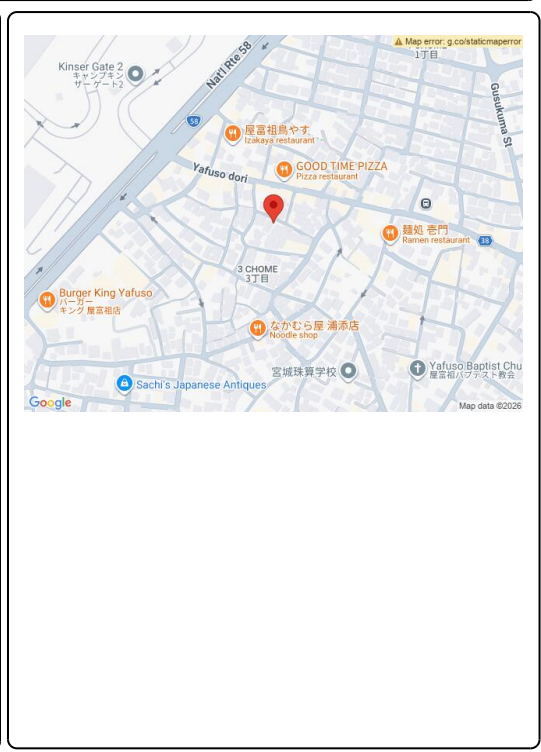 Map error: g.co/staticmaperror
1丁目
Kinser Gate 2
キャンプキン
ザー ゲート2
Nat'l Rte 58
58
Gusukuma St
屋富祖鳥やす
Izakaya restaurant
GOOD TIME PIZZA
Pizza restaurant
Yafuso dori
麺処 壱門
Ramen restaurant
38
3 CHOME
3丁目
Burger King Yafuso
バーガー
キング 屋富祖店
なかむら屋 浦添店
Noodle shop
宮城珠算学校
Yafuso Baptist Chu
屋富祖バプテスト教会
Sachi's Japanese Antiques
Google
Map data ©2026